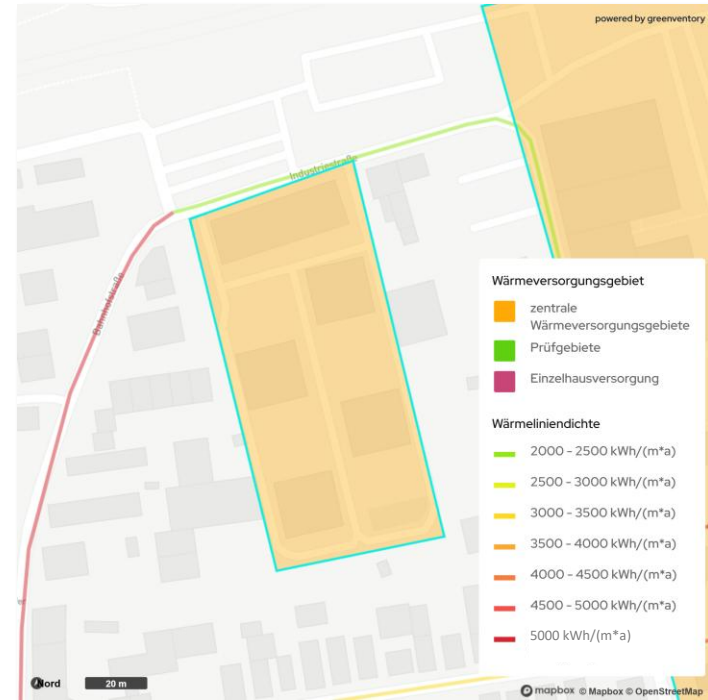 powered by greenventory
Industriestraße
Bahnhofstraße
Wärmeversorgungsgebiet
zentrale
Wärmeversorgungsgebiete
Prüfgebiete
Einzelhausversorgung
Wärmeliniendichte
2000 - 2500 kWh/(m*a)
2500 - 3000 kWh/(m*a)
3000 - 3500 kWh/(m*a)
3500 - 4000 kWh/(m*a)
4000 - 4500 kWh/(m*a)
4500 - 5000 kWh/(m*a)
5000 kWh/(m*a)
Nord
20 m
mapbox © Mapbox © OpenStreetMap